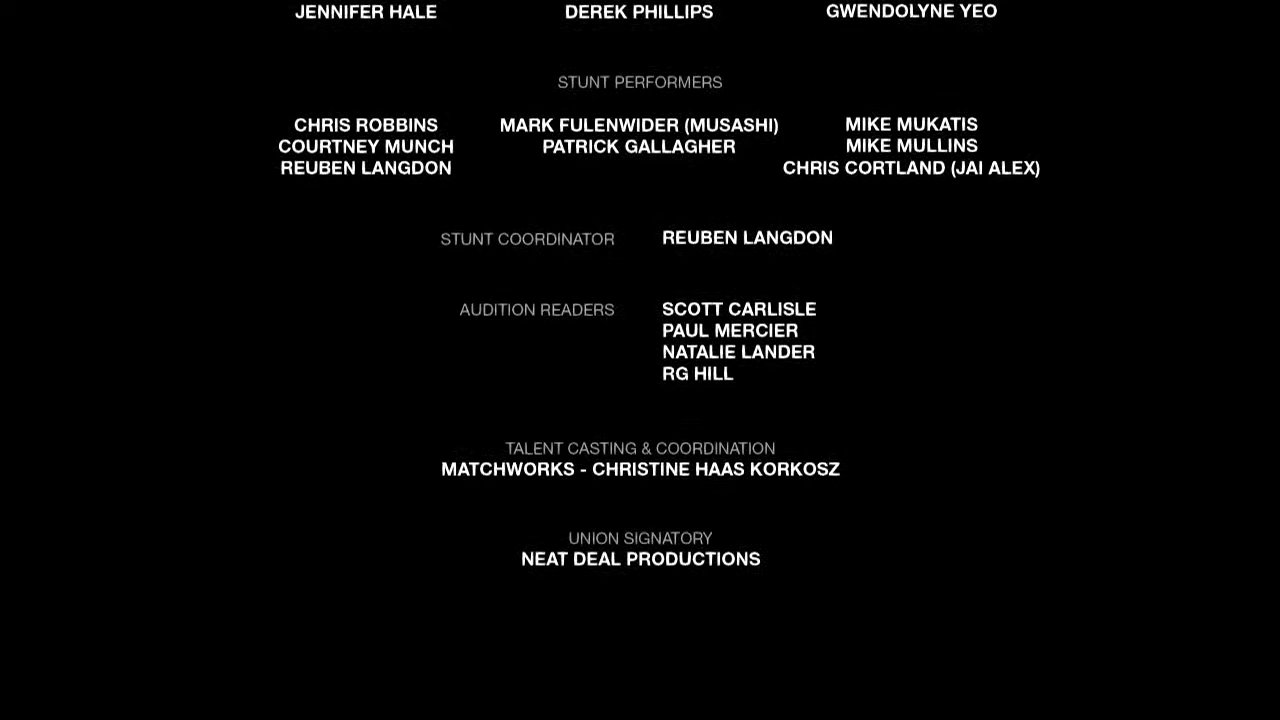 JENNIFER HALE DEREK PHILLIPS GWENDOLYNE YEO
STUNT PERFORMERS
CHRIS ROBBINS MARK FULENWIDER (MUSASHI) MIKE MUKATIS
COURTNEY MUNCH PATRICK GALLAGHER MIKE MULLINS
REUBEN LANGDON CHRIS CORTLAND (JAI ALEX)
STUNT COORDINATOR REUBEN LANGDON
AUDITION READERS SCOTT CARLISLE
PAUL MERCIER
NATALIE LANDER
RG HILL
TALENT CASTING & COORDINATION
MATCHWORKS - CHRISTINE HAAS KORKOSZ
UNION SIGNATORY
NEAT DEAL PRODUCTIONS